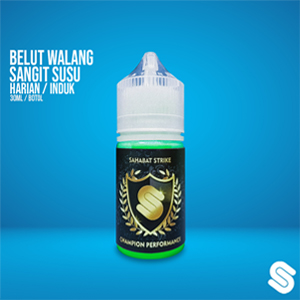 BELUT WALANG
SANGIT SUSU
HARIAN / INDUK
30ML / BOTOL
SAHABAT STRIKE
CHAMPION PERFORMANCE